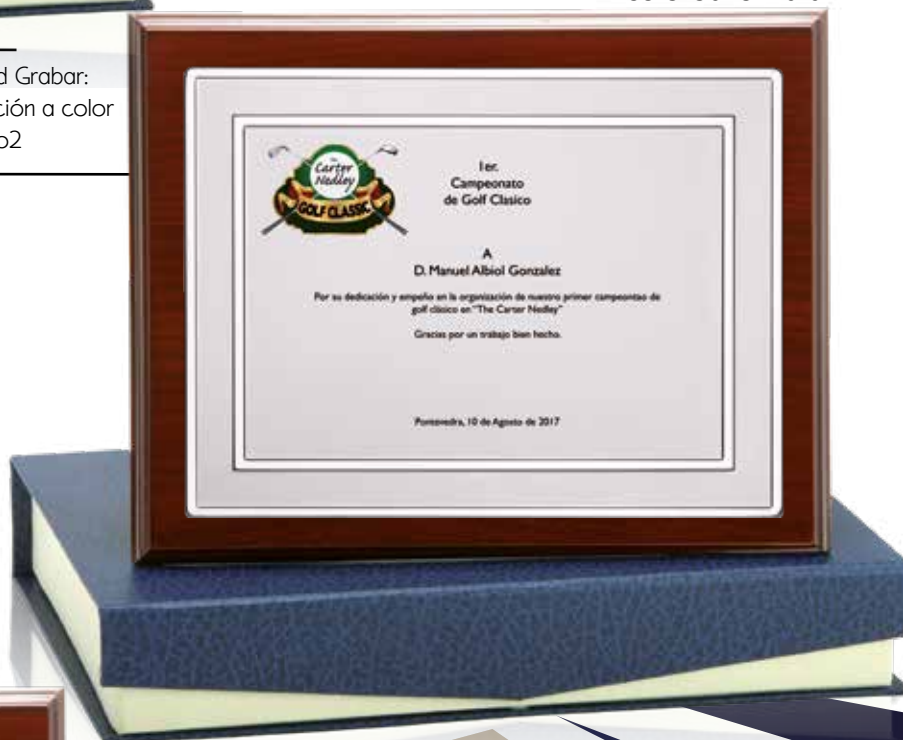 d Grabar:
ción a color
o2
The
Carter
Nedley
GOLF CLASSIC
1er.
Campeonato
de Golf Clasico
A
D. Manuel Albiol Gonzalez
Por su dedicación y empeño en la organización de nuestro primer campeontao de
golf clásico en "The Carter Nedley"
Gracias por un trabajo bien hecho.
Pontevedra, 10 de Agosto de 2017